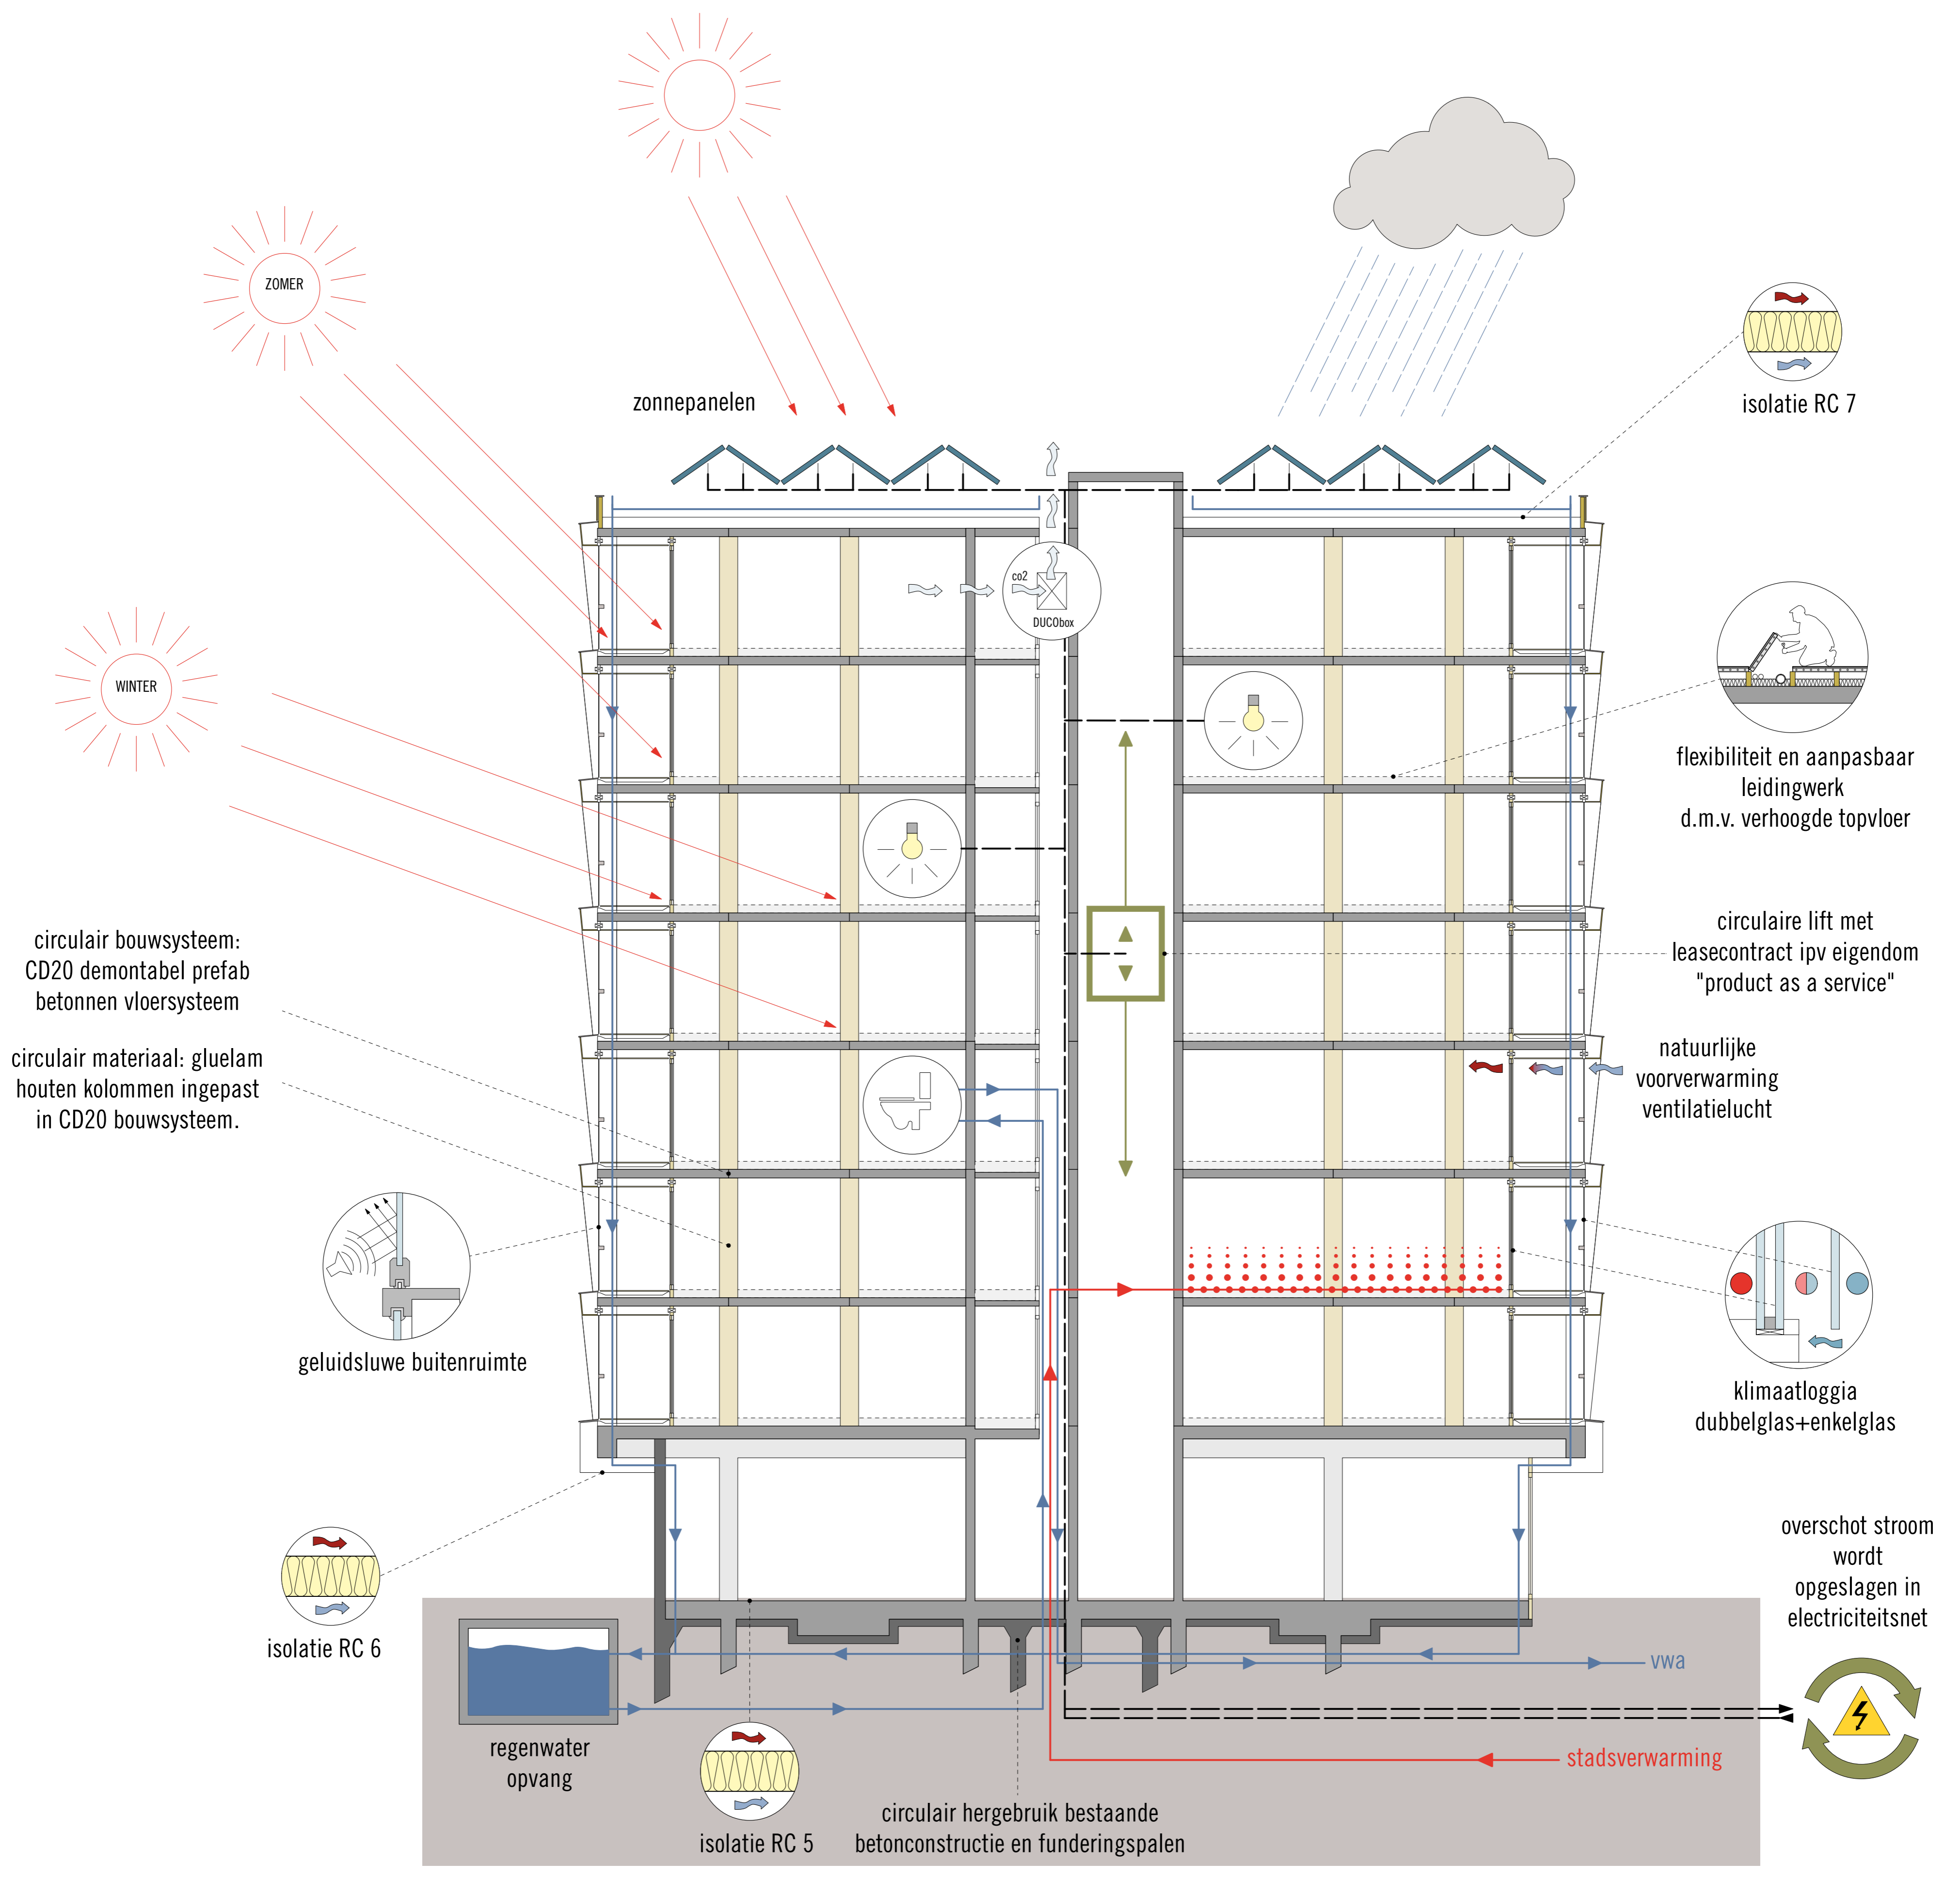 ZOMER
zonnepanelen
isolatie RC 7
co2
DUCObox
WINTER
flexibiliteit en aanpasbaar
leidingwerk
d.m.v. verhoogde topvloer
circulair bouwsysteem:
CD20 demontabel prefab
betonnen vloersysteem
circulaire lift met
leasecontract ipv eigendom
"product as a service"
circulair materiaal: gluelam
houten kolommen ingepast
in CD20 bouwsysteem.
natuurlijke
voorverwarming
ventilatielucht
geluidsluwe buitenruimte
klimaatloggia
dubbelglas+enkelglas
isolatie RC 6
overschot stroom
wordt
opgeslagen in
electriciteitsnet
vwa
regenwater
opvang
stadsverwarming
isolatie RC 5
circulair hergebruik bestaande
betonconstructie en funderingspalen